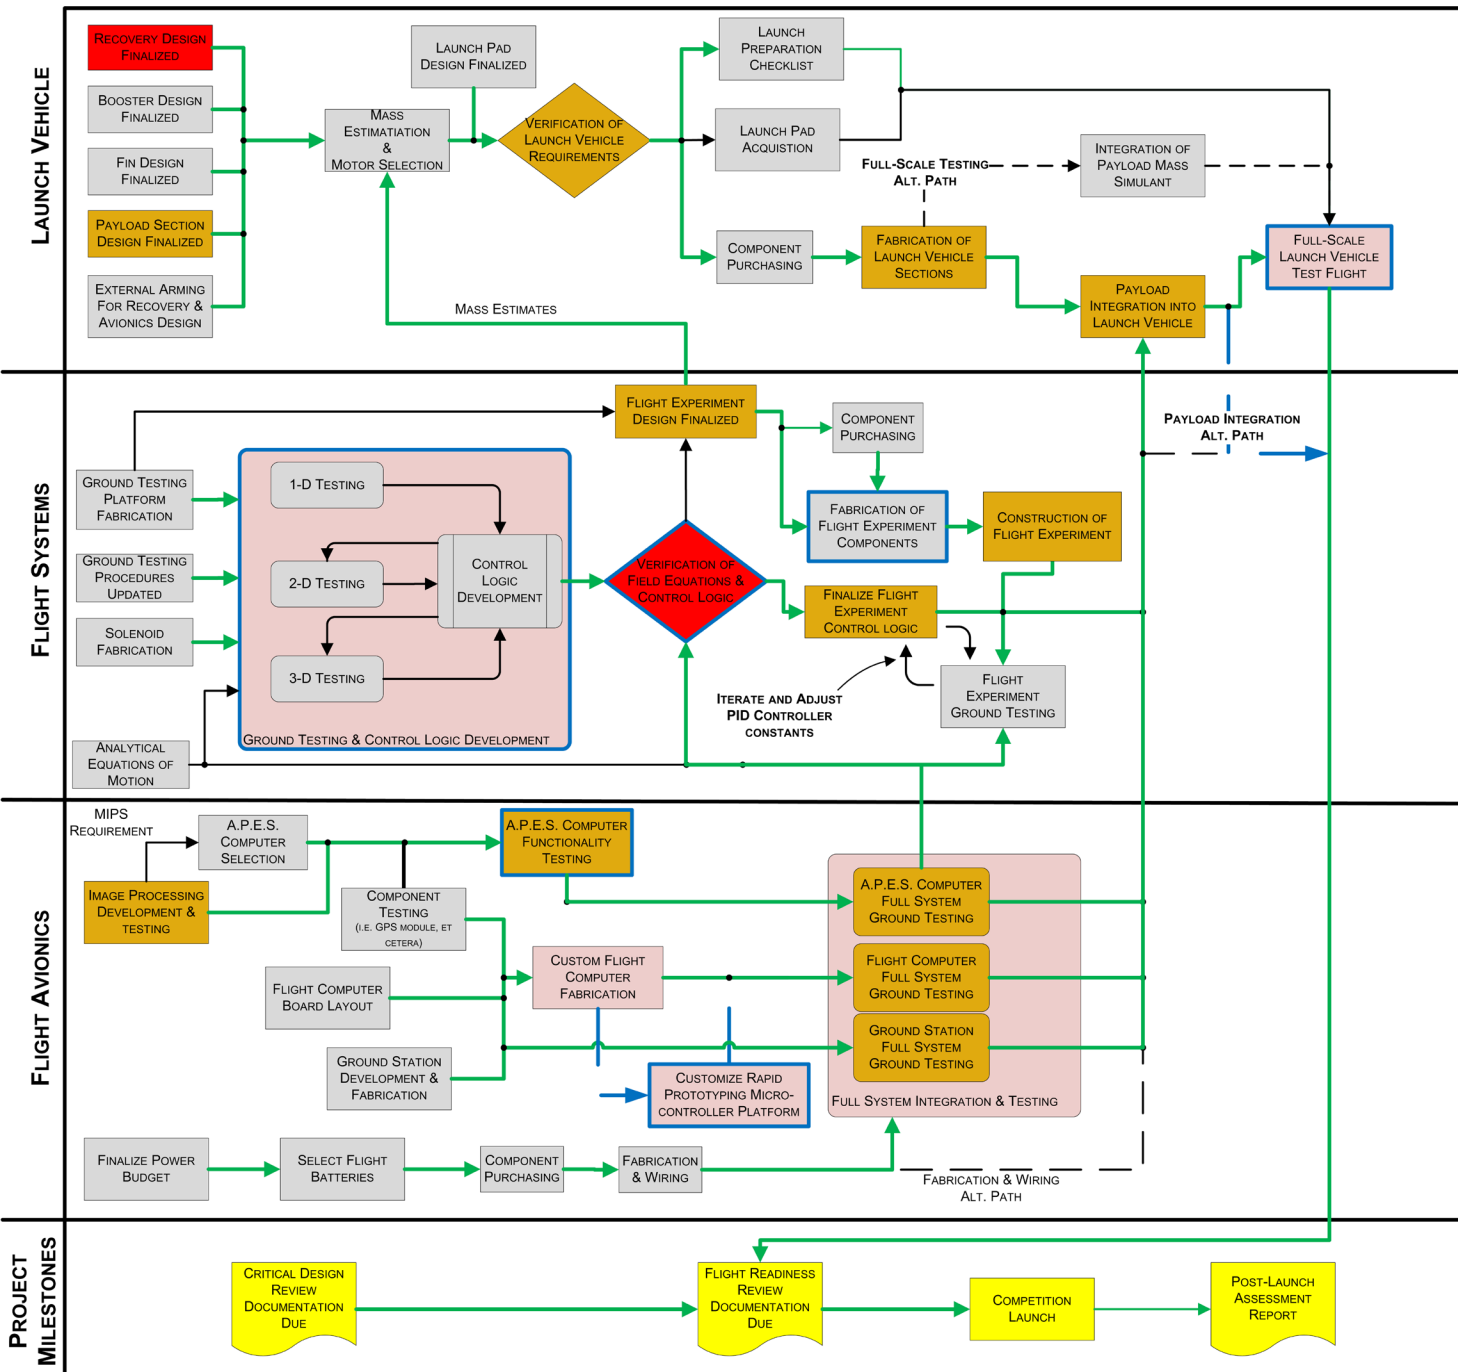 LAUNCH VEHICLE
RECOVERY DESIGN
FINALIZED
BOOSTER DESIGN
FINALIZED
FIN DESIGN
FINALIZED
PAYLOAD SECTION
DESIGN FINALIZED
EXTERNAL ARMING
FOR RECOVERY &
AVIONICS DESIGN
MASS
ESTIMATIATION
&
MOTOR SELECTION
LAUNCH PAD
DESIGN FINALIZED
VERIFICATION OF
LAUNCH VEHICLE
REQUIREMENTS
LAUNCH
PREPARATION
CHECKLIST
LAUNCH PAD
ACQUISTION
COMPONENT
PURCHASING
FULL-SCALE TESTING
ALT. PATH
FABRICATION OF
LAUNCH VEHICLE
SECTIONS
INTEGRATION OF
PAYLOAD MASS
SIMULANT
PAYLOAD
INTEGRATION INTO
LAUNCH VEHICLE
FULL-SCALE
LAUNCH VEHICLE
TEST FLIGHT
MASS ESTIMATES
FLIGHT SYSTEMS
GROUND TESTING
PLATFORM
FABRICATION
GROUND TESTING
PROCEDURES
UPDATED
SOLENOID
FABRICATION
ANALYTICAL
EQUATIONS OF
MOTION
1-D TESTING
2-D TESTING
3-D TESTING
CONTROL
LOGIC
DEVELOPMENT
GROUND TESTING & CONTROL LOGIC DEVELOPMENT
FLIGHT EXPERIMENT
DESIGN FINALIZED
VERIFICATION OF
FIELD EQUATIONS &
CONTROL LOGIC
COMPONENT
PURCHASING
FABRICATION OF
FLIGHT EXPERIMENT
COMPONENTS
CONSTRUCTION OF
FLIGHT EXPERIMENT
FINALIZE FLIGHT
EXPERIMENT
CONTROL LOGIC
ITERATE AND ADJUST
PID CONTROLLER
CONSTANTS
FLIGHT
EXPERIMENT
GROUND TESTING
PAYLOAD INTEGRATION
ALT. PATH
FLIGHT AVIONICS
MIPS
REQUIREMENT
A.P.E.S.
COMPUTER
SELECTION
IMAGE PROCESSING
DEVELOPMENT &
TESTING
COMPONENT
TESTING
(I.E. GPS MODULE, ET
CETERA)
A.P.E.S. COMPUTER
FUNCTIONALITY
TESTING
FLIGHT COMPUTER
BOARD LAYOUT
CUSTOM FLIGHT
COMPUTER
FABRICATION
GROUND STATION
DEVELOPMENT &
FABRICATION
CUSTOMIZE RAPID
PROTOTYPING MICRO-
CONTROLLER PLATFORM
A.P.E.S. COMPUTER
FULL SYSTEM
GROUND TESTING
FLIGHT COMPUTER
FULL SYSTEM
GROUND TESTING
GROUND STATION
FULL SYSTEM
GROUND TESTING
FULL SYSTEM INTEGRATION & TESTING
FINALIZE POWER
BUDGET
SELECT FLIGHT
BATTERIES
COMPONENT
PURCHASING
FABRICATION
& WIRING
FABRICATION & WIRING
ALT. PATH
PROJECT
MILESTONES
CRITICAL DESIGN
REVIEW
DOCUMENTATION
DUE
FLIGHT READINESS
REVIEW
DOCUMENTATION
DUE
COMPETITION
LAUNCH
POST-LAUNCH
ASSESSMENT
REPORT